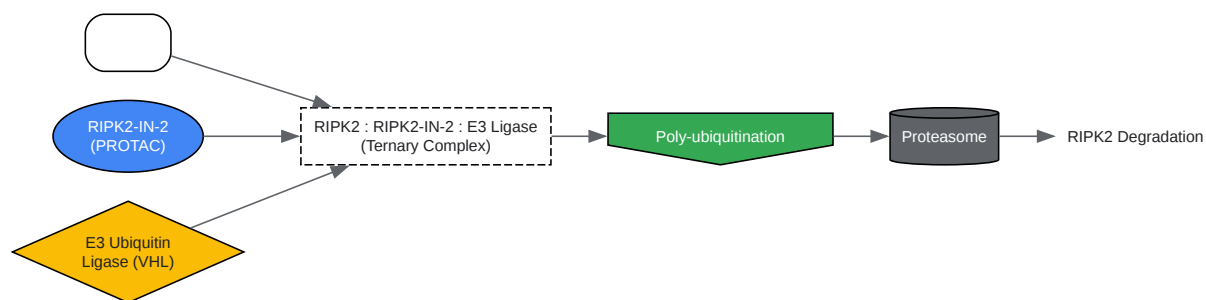 RIPK2-IN-2
(PROTAC)
RIPK2 : RIPK2-IN-2 : E3 Ligase
(Ternary Complex)
Poly-ubiquitination
Proteasome
RIPK2 Degradation
E3 Ubiquitin
Ligase (VHL)